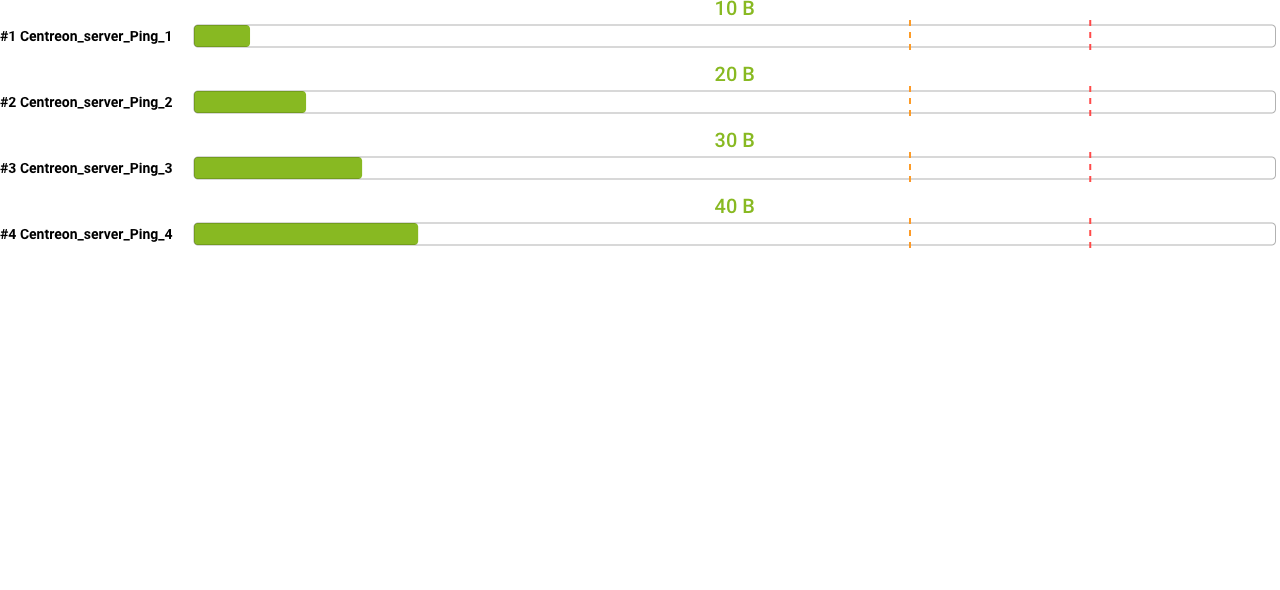 10 B
#1 Centreon_server_Ping_1
20 B
#2 Centreon_server_Ping_2
30 B
#3 Centreon_server_Ping_3
40 B
#4 Centreon_server_Ping_4